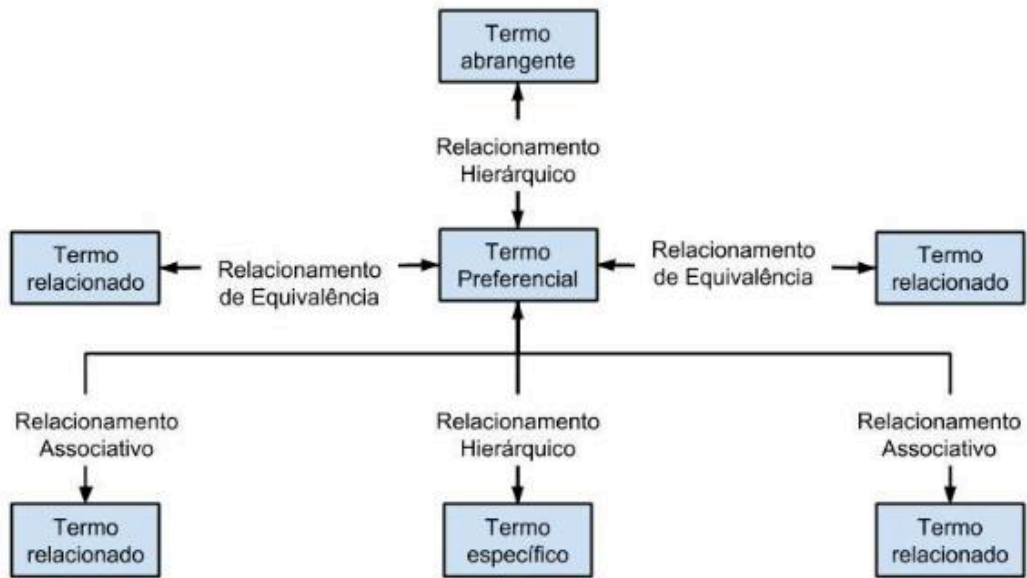 Termo
abrangente
Relacionamento
Hierárquico
Termo
relacionado
Relacionamento
de Equivalência
Termo
Preferencial
Relacionamento
de Equivalência
Termo
relacionado
Relacionamento
Associativo
Relacionamento
Hierárquico
Relacionamento
Associativo
Termo
relacionado
Termo
específico
Termo
relacionado